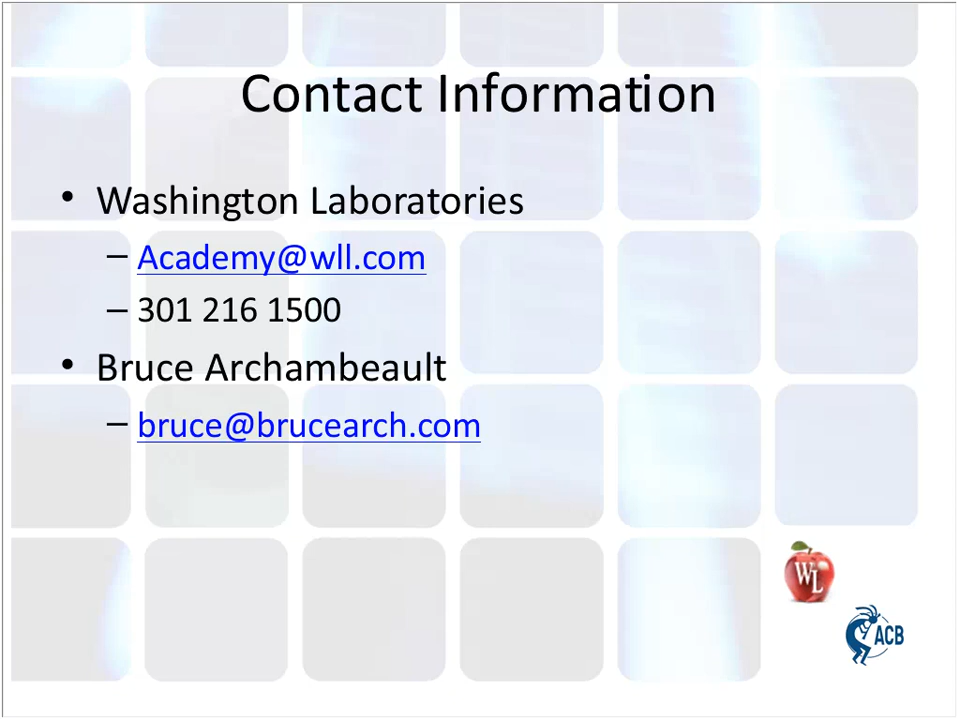 Contact Information
• Washington Laboratories
– Academy@wll.com
– 301 216 1500
• Bruce Archambeault
– bruce@brucearch.com
WL
ACB